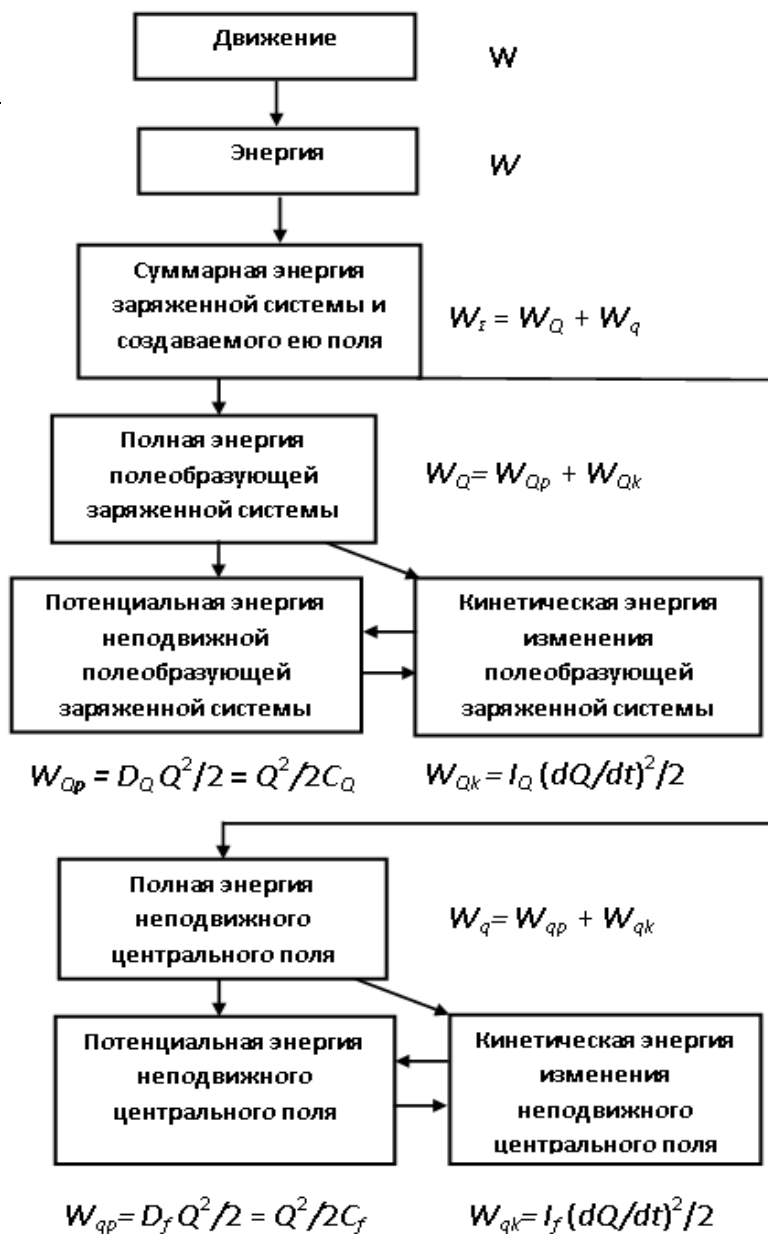 Движение
W
Энергия
W
Суммарная энергия
заряженной системы и
создаваемого ею поля
W_Σ = W_Q + W_q
Полная энергия
полеобразующей
заряженной системы
W_Q= W_Qp + W_Qk
Потенциальная энергия
неподвижной
полеобразующей
заряженной системы
Кинетическая энергия
изменения
полеобразующей
заряженной системы
W_Qp = D_Q Q²/2 = Q²/2C_Q
W_Qk = I_Q (dQ/dt)²/2
Полная энергия
неподвижного
центрального поля
W_q= W_qp + W_qk
Потенциальная энергия
неподвижного
центрального поля
Кинетическая энергия
изменения
неподвижного
центрального поля
W_qp= D_f Q²/2 = Q²/2C_f
W_qk= I_f (dQ/dt)²/2